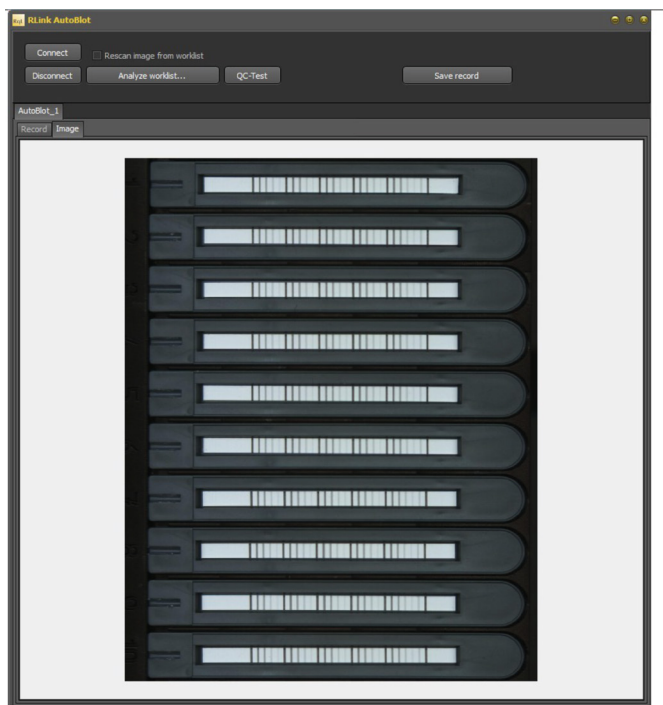 RLink AutoBlot
Connect
Rescan image from worklist
Disconnect
Analyze worklist...
QC-Test
Save record
AutoBlot_1
Record
Image